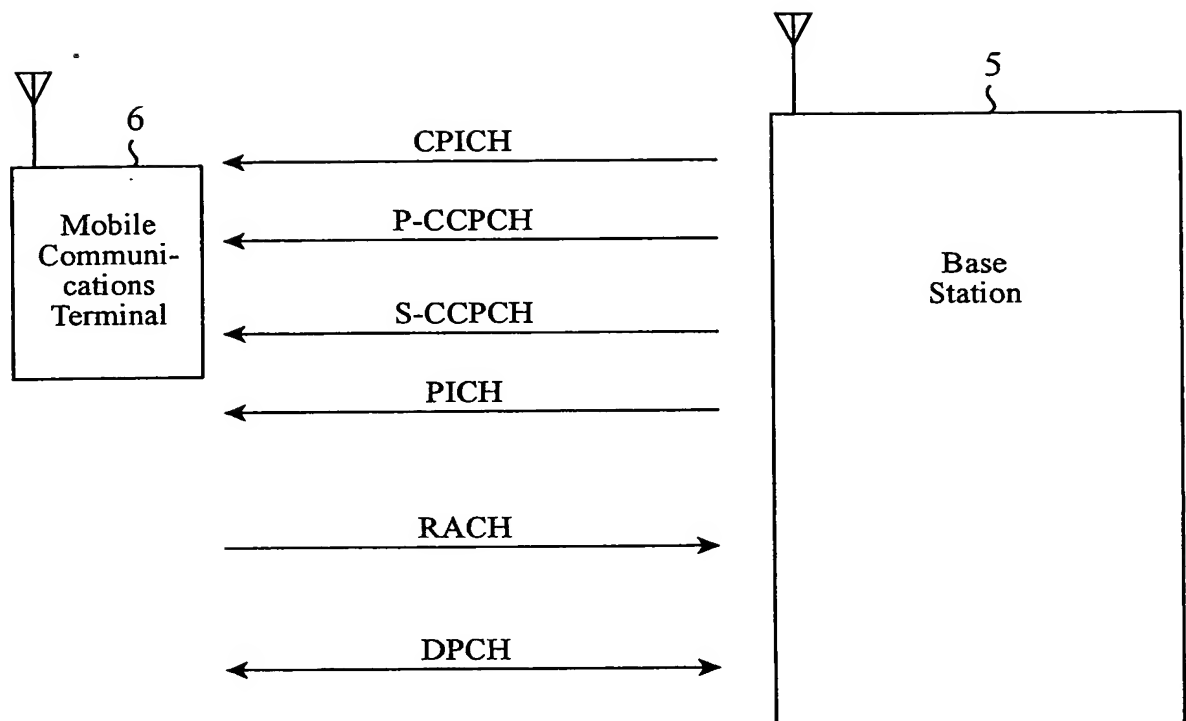 5
6
CPICH
P-CCPCH
S-CCPCH
PICH
RACH
DPCH
Mobile
Communi-
cations
Terminal
Base
Station